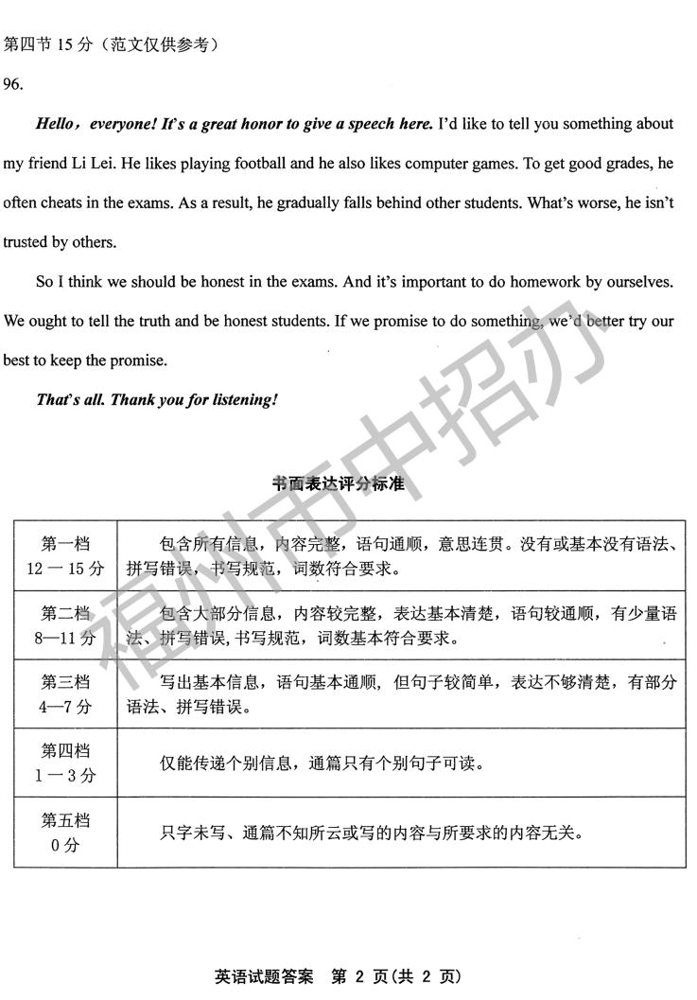 第四节 15 分（范文仅供参考）
96.
Hello，everyone! It's a great honor to give a speech here. I'd like to tell you something about
my friend Li Lei. He likes playing football and he also likes computer games. To get good grades, he
often cheats in the exams. As a result, he gradually falls behind other students. What's worse, he isn't
trusted by others.
So I think we should be honest in the exams. And it's important to do homework by ourselves.
We ought to tell the truth and be honest students. If we promise to do something, we'd better try our
best to keep the promise.
That's all. Thank you for listening!
书面表达评分标准
第一档
12 — 15 分
包含所有信息，内容完整，语句通顺，意思连贯。没有或基本没有语法、
拼写错误，书写规范，词数符合要求。
第二档
8—11 分
包含大部分信息，内容较完整，表达基本清楚，语句较通顺，有少量语
法、拼写错误, 书写规范，词数基本符合要求。
第三档
4—7 分
写出基本信息，语句基本通顺，但句子较简单，表达不够清楚，有部分
语法、拼写错误。
第四档
1 — 3 分
仅能传递个别信息，通篇只有个别句子可读。
第五档
0 分
只字未写、通篇不知所云或写的内容与所要求的内容无关。
福州市中招办
英语试题答案 第 2 页(共 2 页)